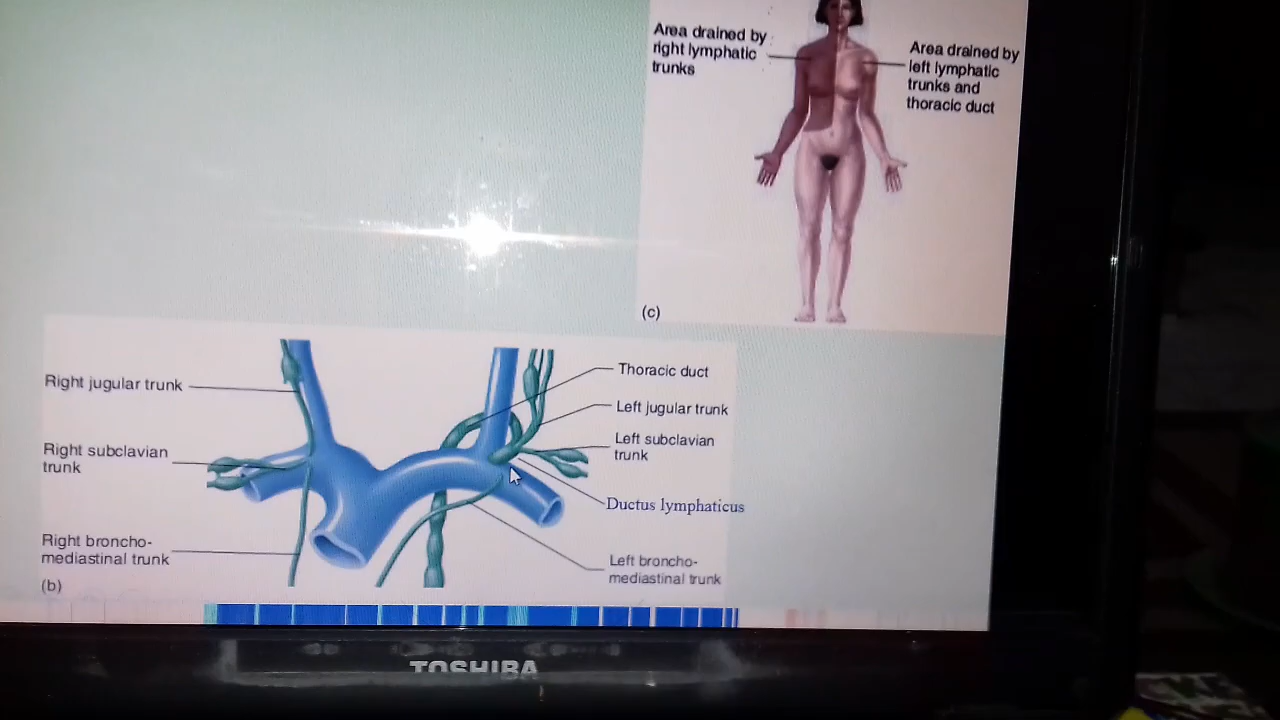 Area drained by
right lymphatic
trunks
Area drained by
left lymphatic
trunks and
thoracic duct
(c)
Right jugular trunk
Right subclavian
trunk
Right broncho-
mediastinal trunk
(b)
Thoracic duct
Left jugular trunk
Left subclavian
trunk
Ductus lymphaticus
Left broncho-
mediastinal trunk
TOSHIBA